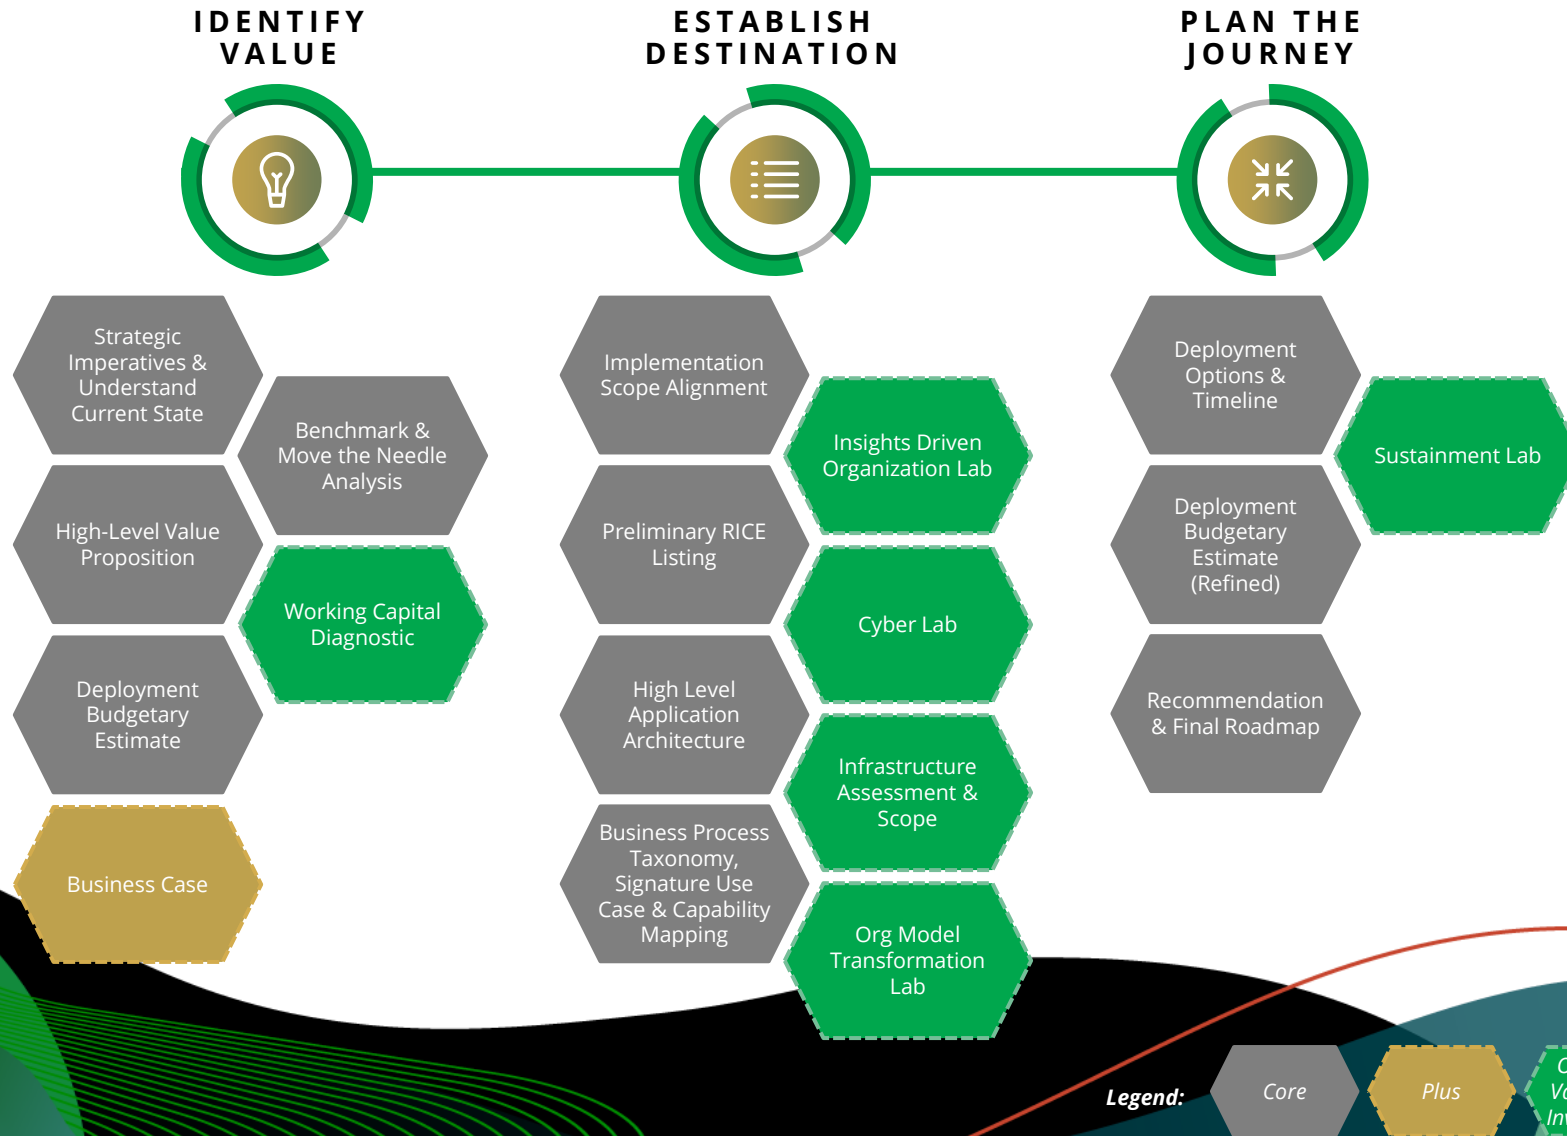 IDENTIFY
VALUE
ESTABLISH
DESTINATION
PLAN THE
JOURNEY
Strategic
Imperatives &
Understand
Current State
Benchmark &
Move the Needle
Analysis
High-Level Value
Proposition
Working Capital
Diagnostic
Deployment
Budgetary
Estimate
Business Case
Implementation
Scope Alignment
Insights Driven
Organization Lab
Preliminary RICE
Listing
Cyber Lab
High Level
Application
Architecture
Infrastructure
Assessment &
Scope
Business Process
Taxonomy,
Signature Use
Case & Capability
Mapping
Org Model
Transformation
Lab
Deployment
Options &
Timeline
Sustainment Lab
Deployment
Budgetary
Estimate
(Refined)
Recommendation
& Final Roadmap
Legend:
Core
Plus